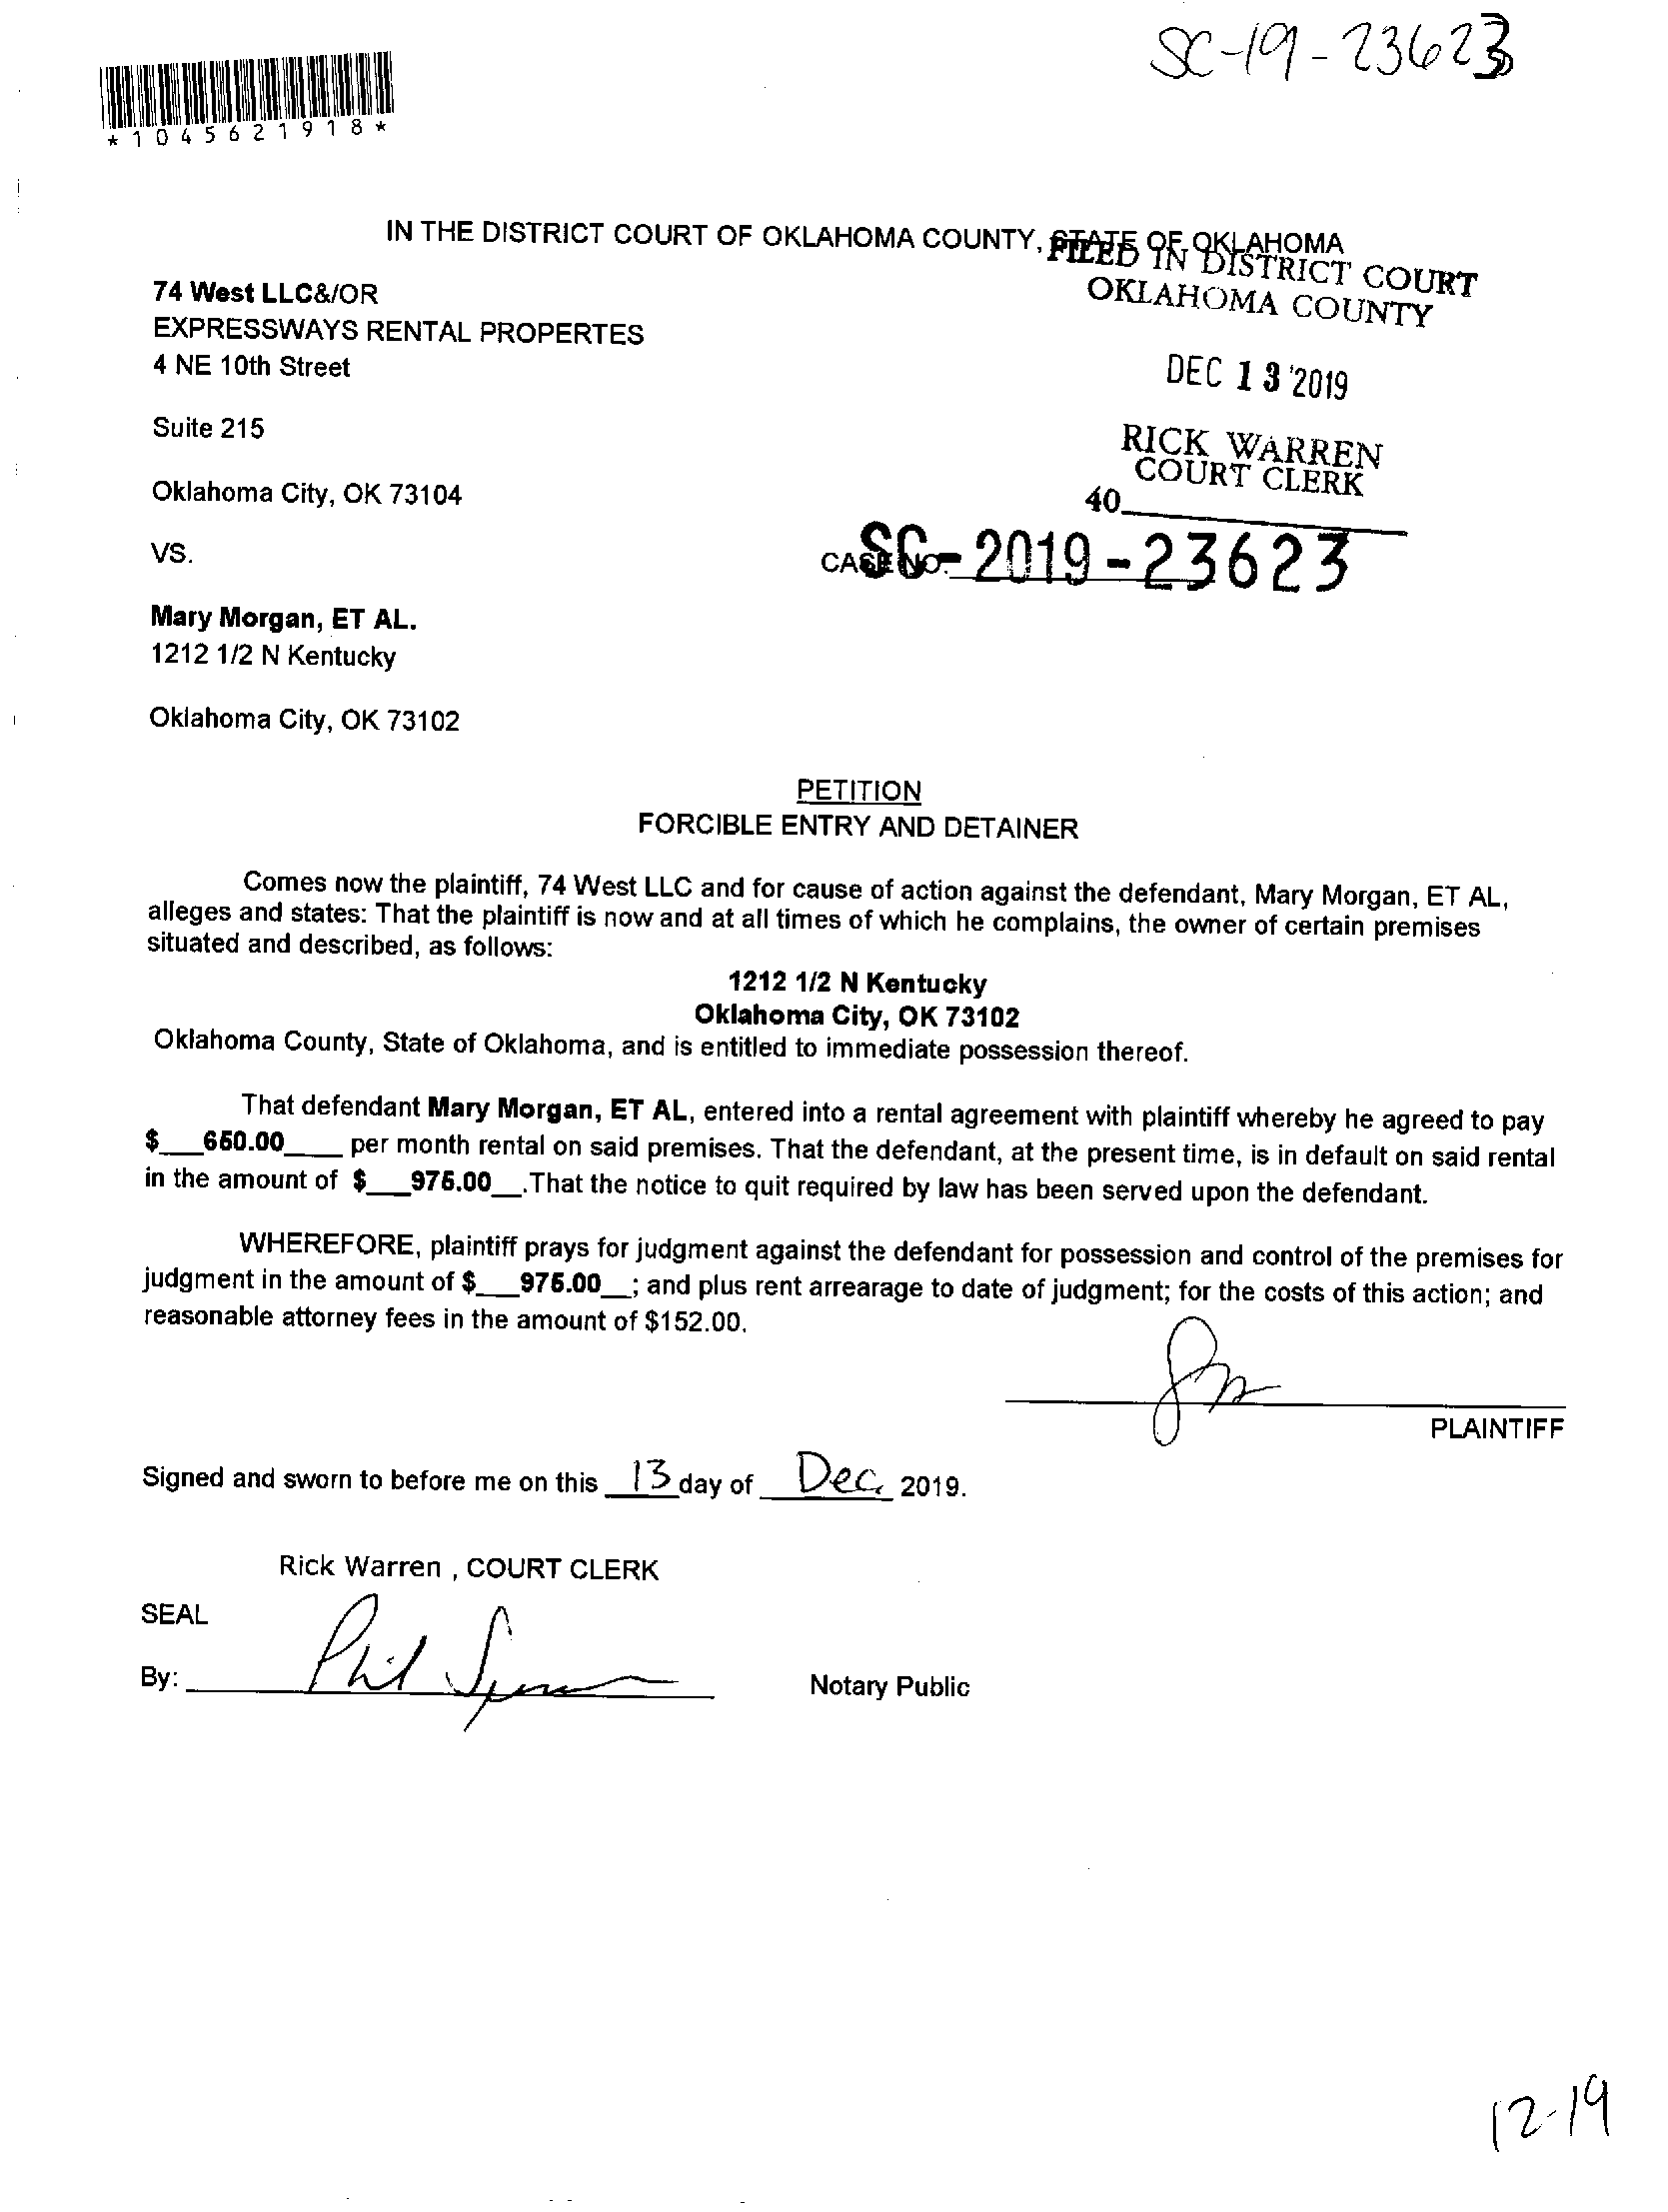 SC-19-23623
*1045621918*
IN THE DISTRICT COURT OF OKLAHOMA COUNTY, STATE OF OKLAHOMA
FILED IN DISTRICT COURT
OKLAHOMA COUNTY
74 West LLC&/OR
EXPRESSWAYS RENTAL PROPERTES
4 NE 10th Street
DEC 13 2019
Suite 215
RICK WARREN
COURT CLERK
Oklahoma City, OK 73104
40
VS.
CASE NO. SC-2019-23623
Mary Morgan, ET AL.
1212 1/2 N Kentucky
Oklahoma City, OK 73102
PETITION
FORCIBLE ENTRY AND DETAINER
Comes now the plaintiff, 74 West LLC and for cause of action against the defendant, Mary Morgan, ET AL,
alleges and states: That the plaintiff is now and at all times of which he complains, the owner of certain premises
situated and described, as follows:
1212 1/2 N Kentucky
Oklahoma City, OK 73102
Oklahoma County, State of Oklahoma, and is entitled to immediate possession thereof.
That defendant Mary Morgan, ET AL, entered into a rental agreement with plaintiff whereby he agreed to pay
$___650.00____ per month rental on said premises. That the defendant, at the present time, is in default on said rental
in the amount of $___975.00__.That the notice to quit required by law has been served upon the defendant.
WHEREFORE, plaintiff prays for judgment against the defendant for possession and control of the premises for
judgment in the amount of $___975.00__; and plus rent arrearage to date of judgment; for the costs of this action; and
reasonable attorney fees in the amount of $152.00.
PLAINTIFF
Signed and sworn to before me on this 13 day of Dec. 2019.
Rick Warren , COURT CLERK
SEAL
By: Phil
Notary Public
12-19